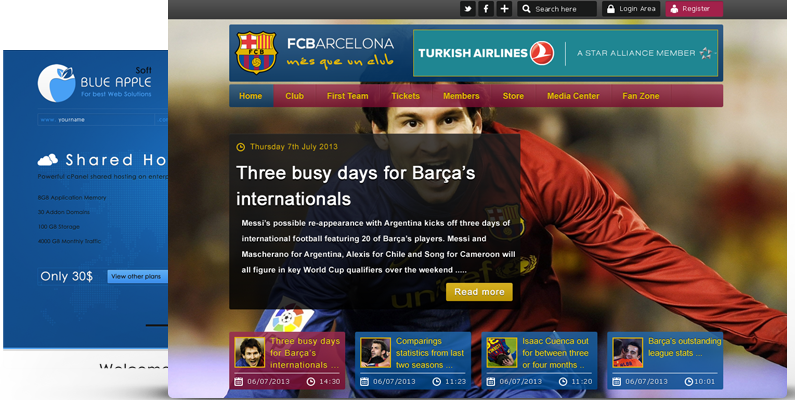 Search here
Login Area
Register
FCBARCELONA
més que un club
TURKISH AIRLINES
A STAR ALLIANCE MEMBER
Home
Club
First Team
Tickets
Members
Store
Media Center
Fan Zone
Thursday 7th July 2013
Three busy days for Barça's
internationals
Messi's possible re-appearance with Argentina kicks off three days of
international football featuring 20 of Barça's players. Messi and
Mascherano for Argentina, Alexis for Chile and Song for Cameroon will
all figure in key World Cup qualifiers over the weekend .....
Read more
unicef
Three busy days
for Barça's
internationals ...
06/07/2013 14:30
Comparings
statistics from last
two seasons ...
06/07/2013 11:23
Isaac Cuenca out
for between three
or four months ..
06/07/2013 11:20
Barça's outstanding
league stats ...
06/07/2013 10:01
Soft
BLUE APPLE
For best Web Solutions
www. yourname .com
Shared Ho
Powerful cPanel shared hosting on enterp
8GB Application Memory
30 Addon Domains
100 GB Storage
4000 GB Monthly Traffic
Only 30$
View other plans
Welcome